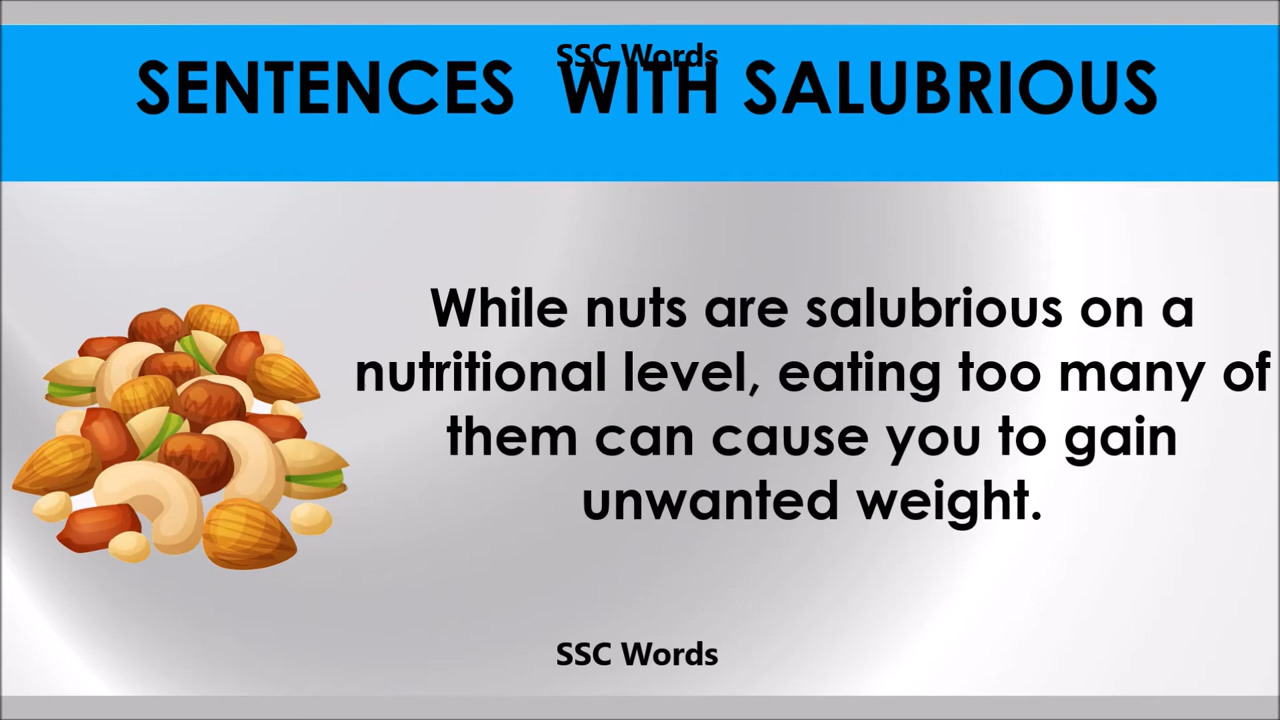 SSC Words
SENTENCES WITH SALUBRIOUS
While nuts are salubrious on a
nutritional level, eating too many of
them can cause you to gain
unwanted weight.
SSC Words